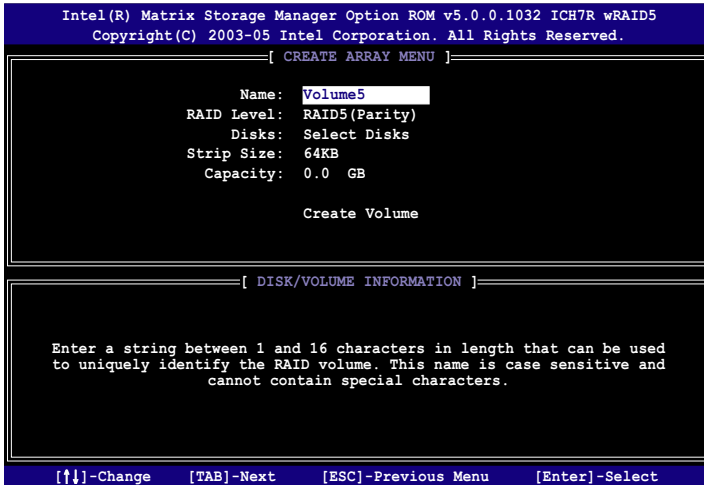 Intel(R) Matrix Storage Manager Option ROM v5.0.0.1032 ICH7R wRAID5
Copyright(C) 2003-05 Intel Corporation. All Rights Reserved.
[ CREATE ARRAY MENU ]
Name: Volume5
RAID Level: RAID5(Parity)
Disks: Select Disks
Strip Size: 64KB
Capacity: 0.0 GB
Create Volume
[ DISK/VOLUME INFORMATION ]
Enter a string between 1 and 16 characters in length that can be used
to uniquely identify the RAID volume. This name is case sensitive and
cannot contain special characters.
[↑↓]-Change [TAB]-Next [ESC]-Previous Menu [Enter]-Select